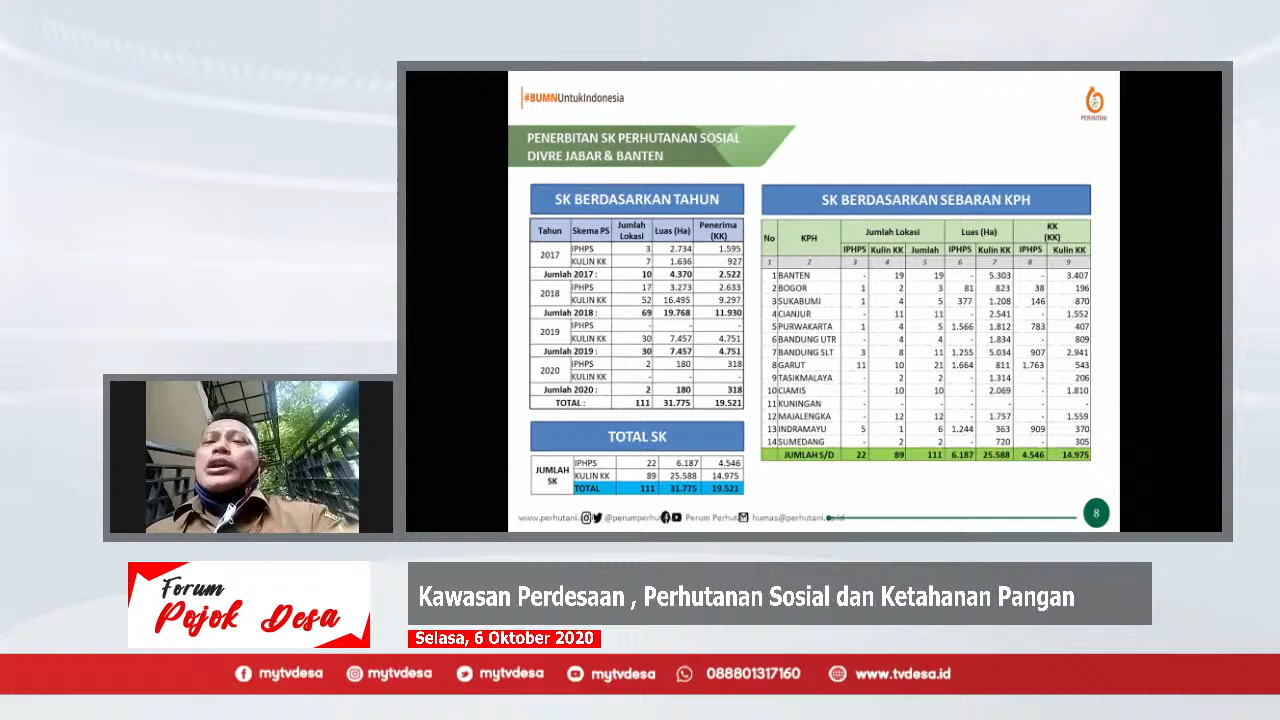 #BUMNUntukIndonesia
PERHUTANI
PENERBITAN SK PERHUTANAN SOSIAL
DIVRE JABAR & BANTEN
SK BERDASARKAN TAHUN
Tahun Skema PS Jumlah Lokasi Luas (Ha) Penerima (KK)
2017 IPHPS 3 2.734 1.595
KULIN KK 7 1.636 927
Jumlah 2017 : 10 4.370 2.522
2018 IPHPS 17 3.273 2.633
KULIN KK 52 16.495 9.297
Jumlah 2018 : 69 19.768 11.930
2019 IPHPS - - -
KULIN KK 30 7.457 4.751
Jumlah 2019 : 30 7.457 4.751
2020 IPHPS 2 180 318
KULIN KK - - -
Jumlah 2020 : 2 180 318
TOTAL : 111 31.775 19.521
TOTAL SK
JUMLAH SK IPHPS 22 6.187 4.546
KULIN KK 89 25.588 14.975
TOTAL 111 31.775 19.521
SK BERDASARKAN SEBARAN KPH
No KPH Jumlah Lokasi Luas (Ha) KK (KK)
IPHPS Kulin KK Jumlah IPHPS Kulin KK IPHPS Kulin KK
1 2 3 4 5 6 7 8 9
1 BANTEN - 19 19 - 5.303 - 3.407
2 BOGOR 1 2 3 81 823 38 196
3 SUKABUMI 1 4 5 377 1.208 146 870
4 CIANJUR - 11 11 - 2.541 - 1.552
5 PURWAKARTA 1 4 5 1.566 1.812 783 407
6 BANDUNG UTR - 4 4 - 1.834 - 809
7 BANDUNG SLT 3 8 11 1.255 5.034 907 2.941
8 GARUT 11 10 21 1.664 811 1.763 543
9 TASIKMALAYA - 2 2 - 1.314 - 206
10 CIAMIS - 10 10 - 2.069 - 1.810
11 KUNINGAN - - - - - - -
12 MAJALENGKA - 12 12 - 1.757 - 1.559
13 INDRAMAYU 5 1 6 1.244 363 909 370
14 SUMEDANG - 2 2 - 720 - 305
JUMLAH S/D 22 89 111 6.187 25.588 4.546 14.975
www.perhutani. @perumperhu Perum Perhut humas@perhutani.
8
Forum
Pojok Desa
Kawasan Perdesaan , Perhutanan Sosial dan Ketahanan Pangan
Selasa, 6 Oktober 2020
mytvdesa mytvdesa mytvdesa mytvdesa 088801317160 www.tvdesa.id